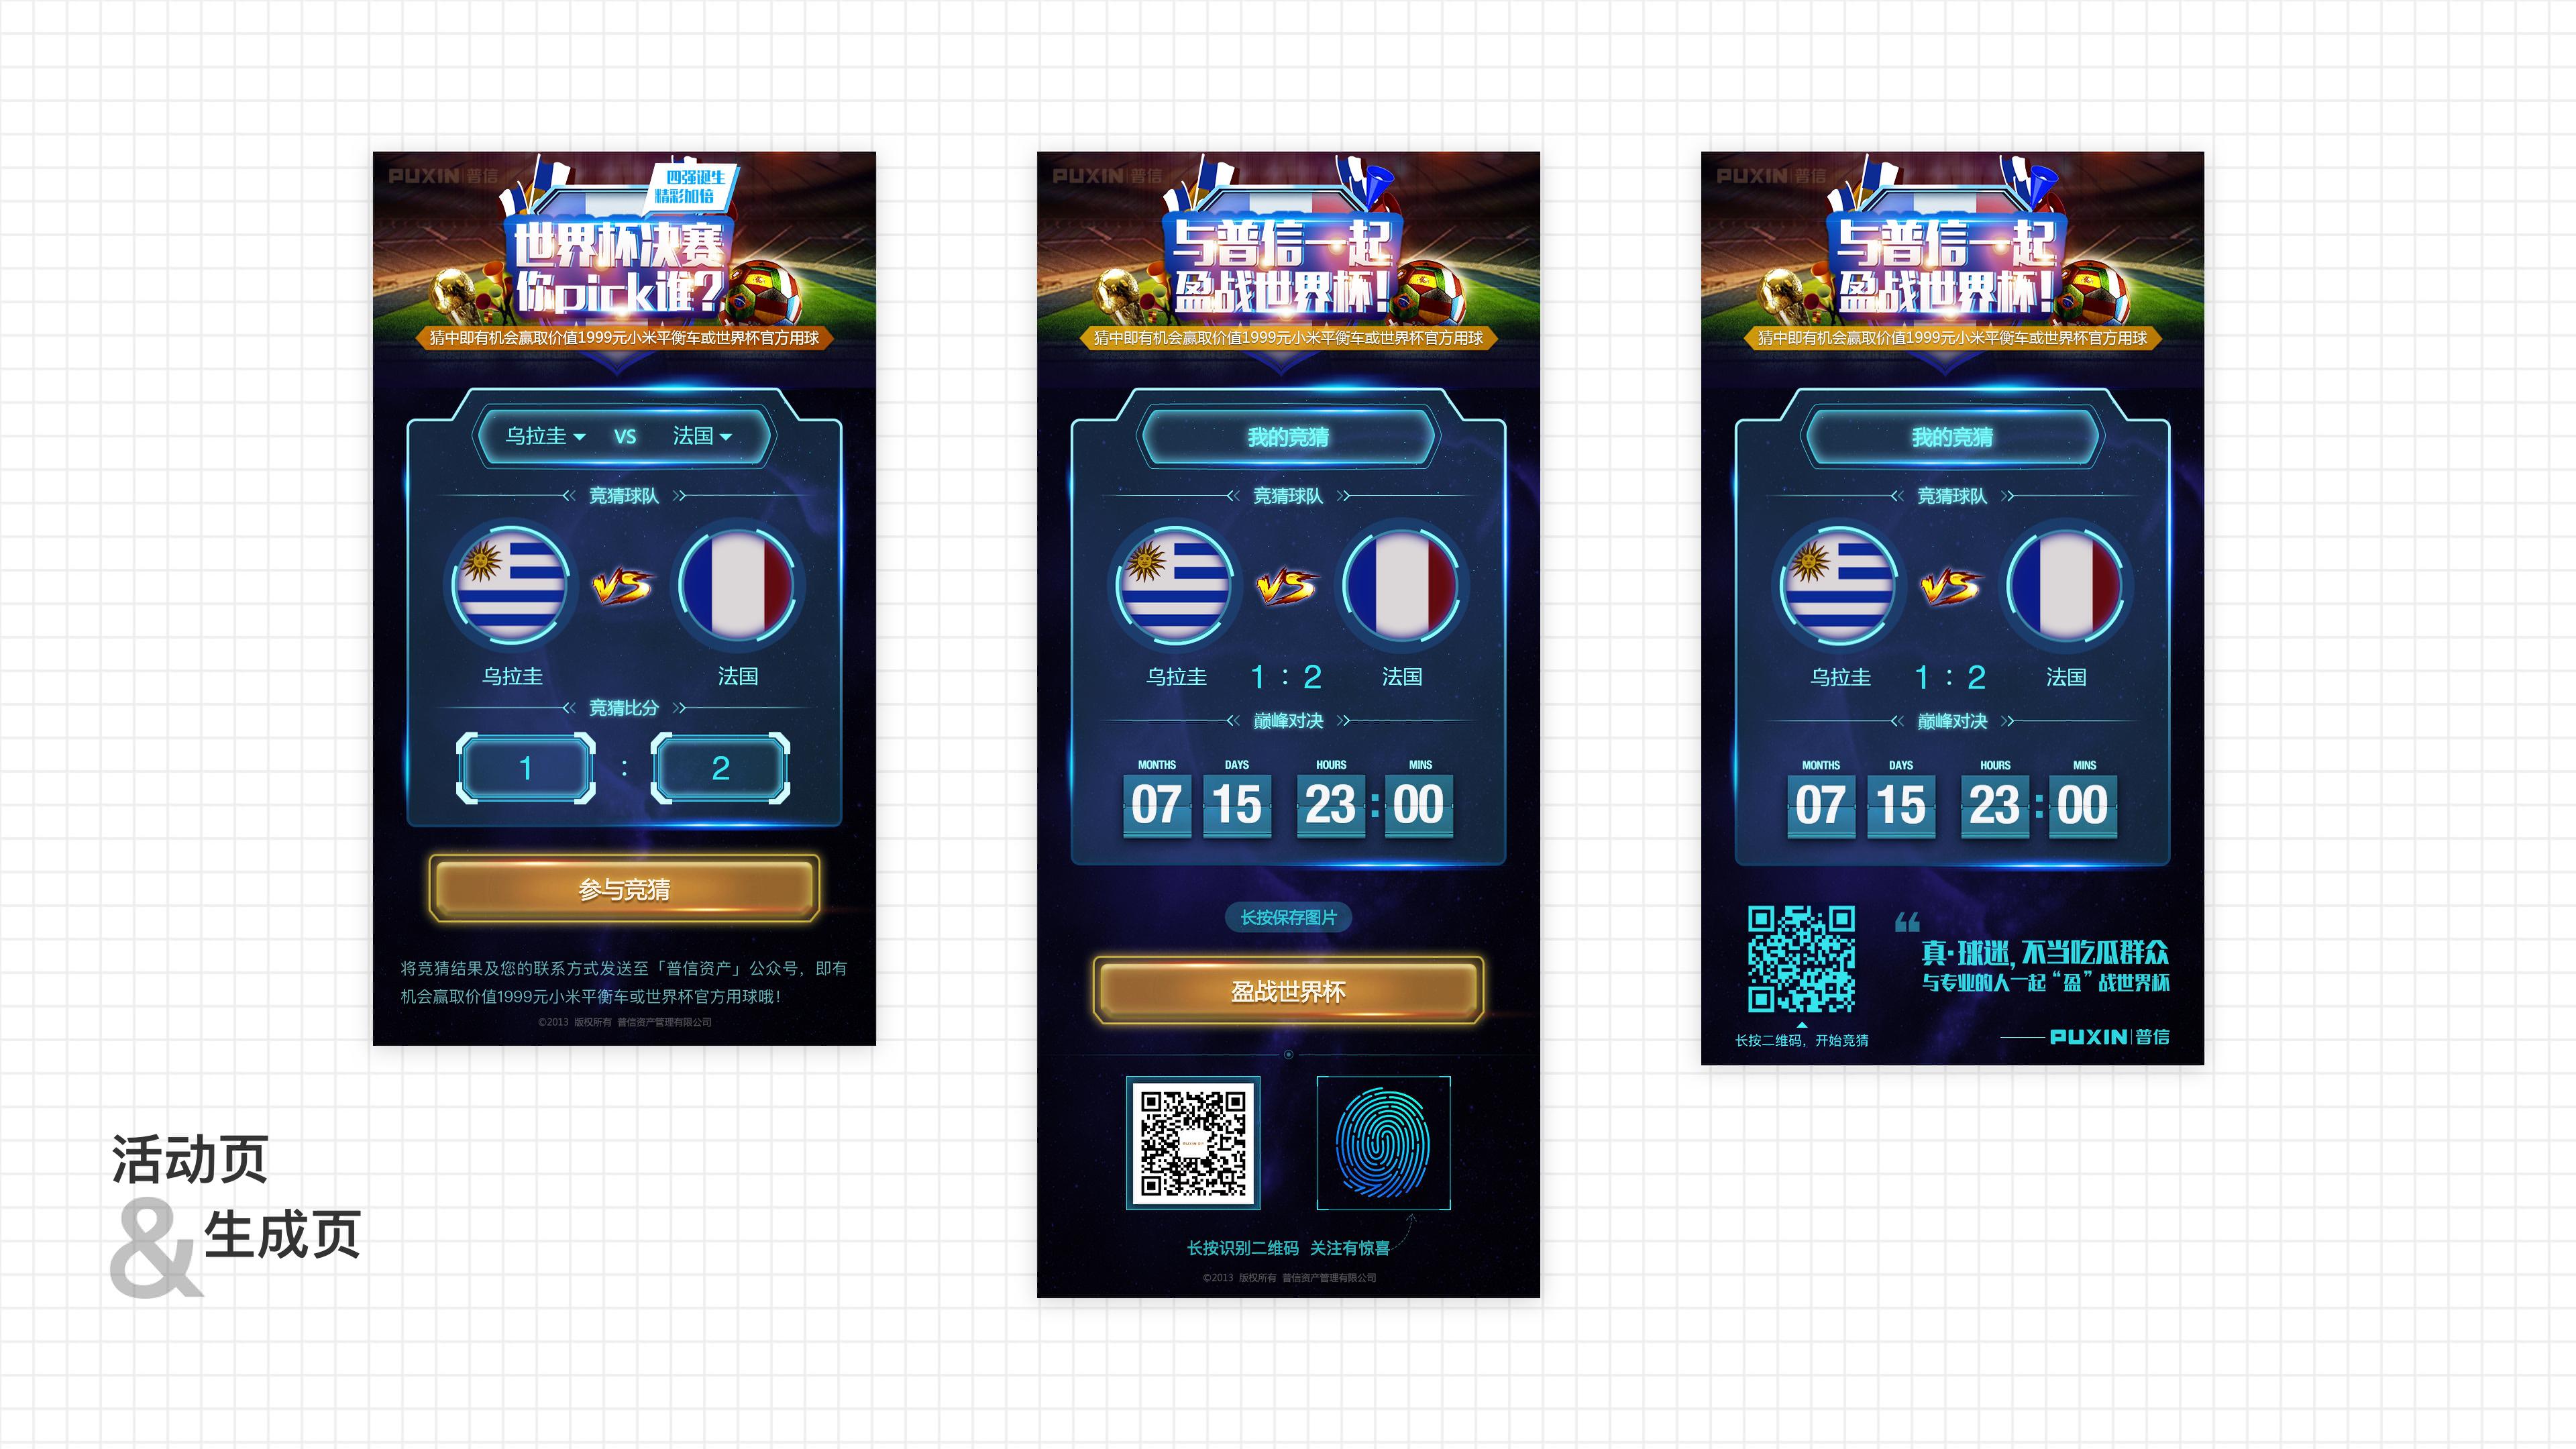 PUXIN 普信
四强诞生
精彩加倍
世界杯决赛
你pick谁?
猜中即有机会赢取价值1999元小米平衡车或世界杯官方用球
乌拉圭 VS 法国
竞猜球队
VS
乌拉圭 法国
竞猜比分
1 : 2
参与竞猜
将竞猜结果及您的联系方式发送至「普信资产」公众号，即有
机会赢取价值1999元小米平衡车或世界杯官方用球哦！
©2013 版权所有 普信资产管理有限公司
PUXIN 普信
与普信一起
盈战世界杯!
猜中即有机会赢取价值1999元小米平衡车或世界杯官方用球
我的竞猜
竞猜球队
VS
乌拉圭 1 : 2 法国
巅峰对决
MONTHS DAYS HOURS MINS
07 15 23 : 00
长按保存图片
盈战世界杯
长按识别二维码 关注有惊喜
©2013 版权所有 普信资产管理有限公司
PUXIN 普信
与普信一起
盈战世界杯!
猜中即有机会赢取价值1999元小米平衡车或世界杯官方用球
我的竞猜
竞猜球队
VS
乌拉圭 1 : 2 法国
巅峰对决
MONTHS DAYS HOURS MINS
07 15 23 : 00
“
真·球迷, 不当吃瓜群众
与专业的人一起“盈”战世界杯
长按二维码，开始竞猜
PUXIN 普信
活动页
&生成页